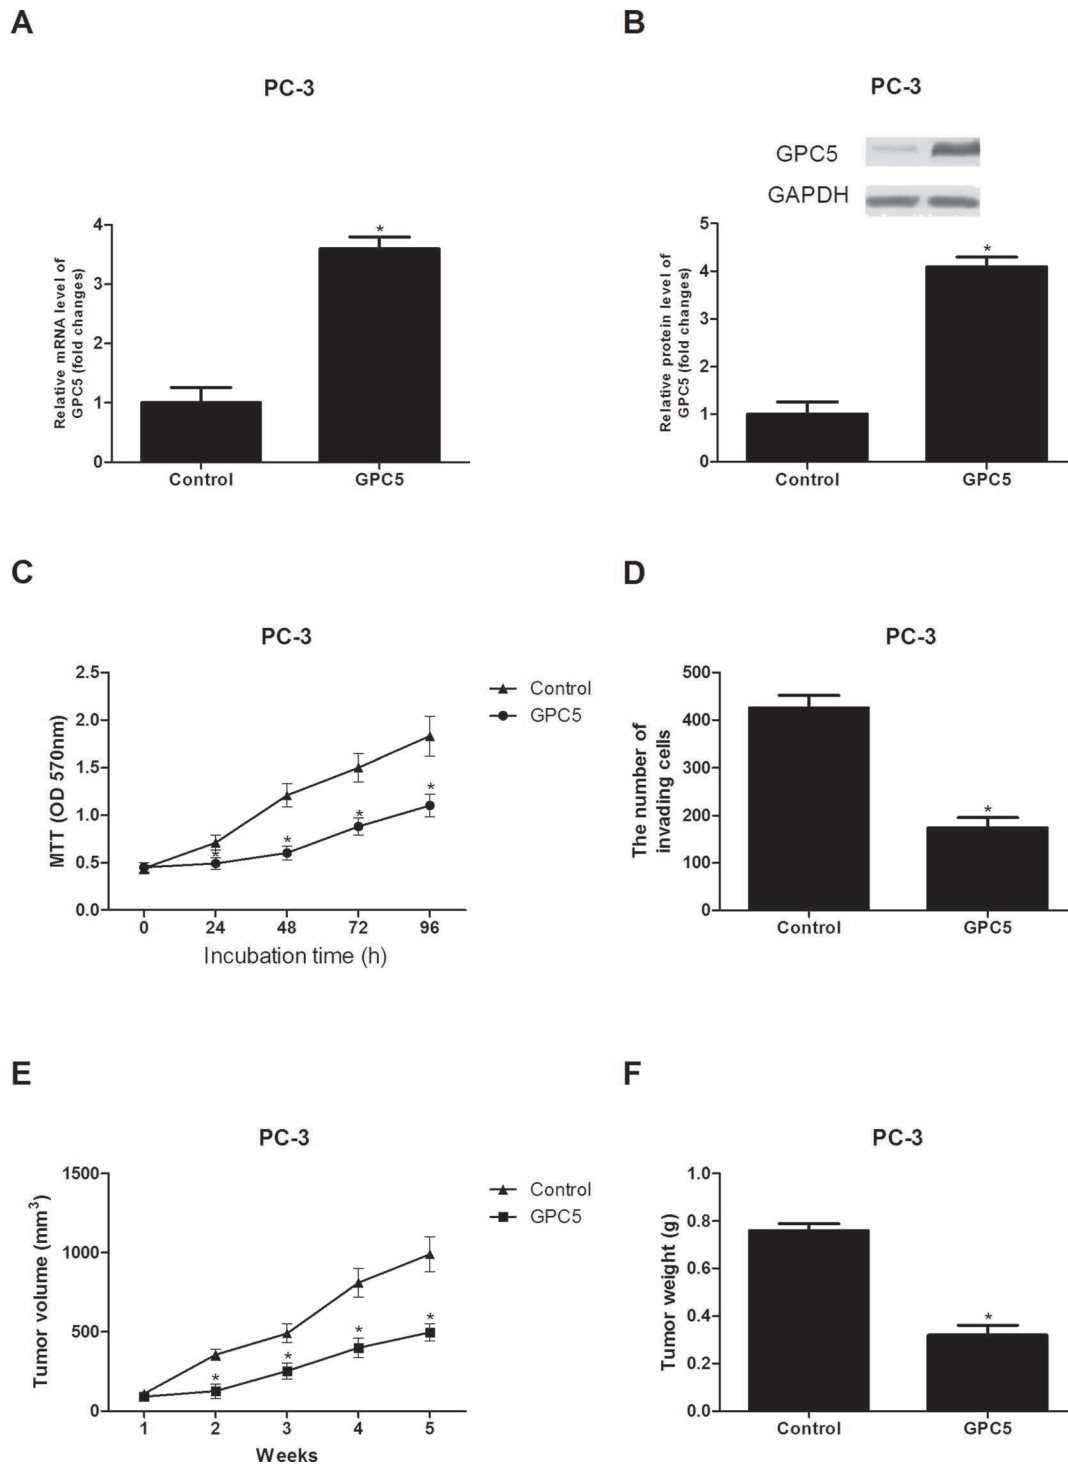 A
PC-3
Relative mRNA level of
GPC5 (fold changes)
4
3
2
1
0
*
Control
GPC5
B
PC-3
GPC5
GAPDH
Relative protein level of
GPC5 (fold changes)
5
4
3
2
1
0
*
Control
GPC5
C
PC-3
MTT (OD 570nm)
2.5
2.0
1.5
1.0
0.5
0.0
*
*
*
*
0 24 48 72 96
Incubation time (h)
Control
GPC5
D
PC-3
The number of
invading cells
500
400
300
200
100
0
*
Control
GPC5
E
PC-3
Tumor volume (mm³)
1500
1000
500
0
*
*
*
*
1 2 3 4 5
Weeks
Control
GPC5
F
PC-3
Tumor weight (g)
1.0
0.8
0.6
0.4
0.2
0.0
*
Control
GPC5